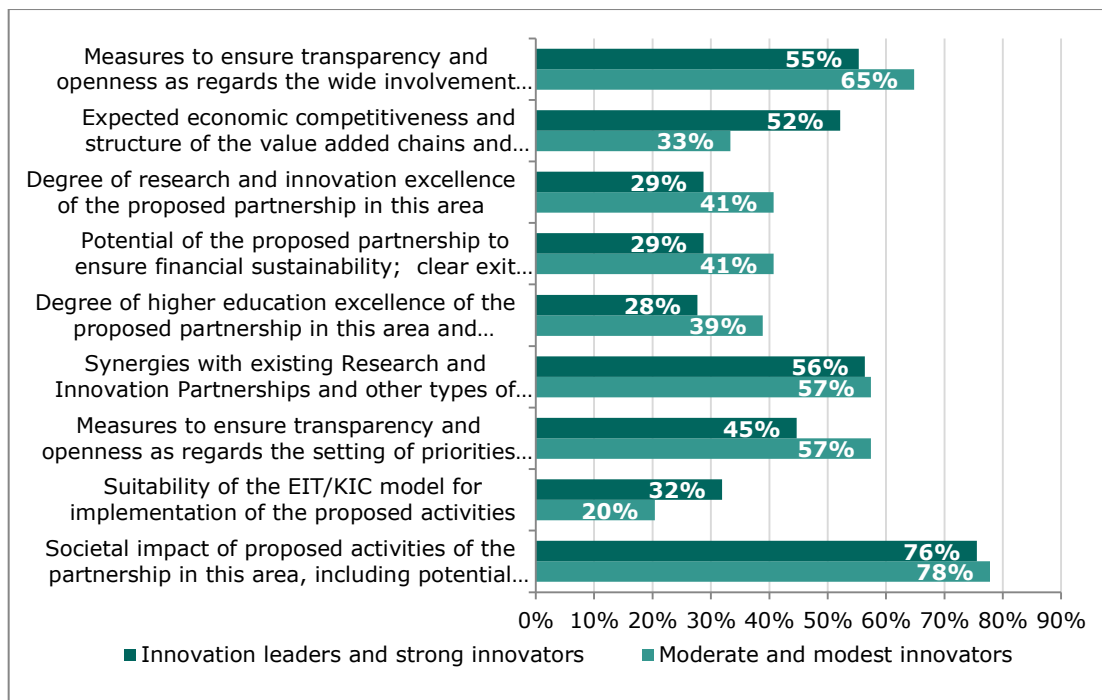 Measures to ensure transparency and
openness as regards the wide involvement...
55%
65%
Expected economic competitiveness and
structure of the value added chains and...
52%
33%
Degree of research and innovation excellence
of the proposed partnership in this area
29%
41%
Potential of the proposed partnership to
ensure financial sustainability;  clear exit...
29%
41%
Degree of higher education excellence of the
proposed partnership in this area and...
28%
39%
Synergies with existing Research and
Innovation Partnerships and other types of...
56%
57%
Measures to ensure transparency and
openness as regards the setting of priorities...
45%
57%
Suitability of the EIT/KIC model for
implementation of the proposed activities
32%
20%
Societal impact of proposed activities of the
partnership in this area, including potential...
76%
78%
0% 10% 20% 30% 40% 50% 60% 70% 80% 90%
Innovation leaders and strong innovators
Moderate and modest innovators